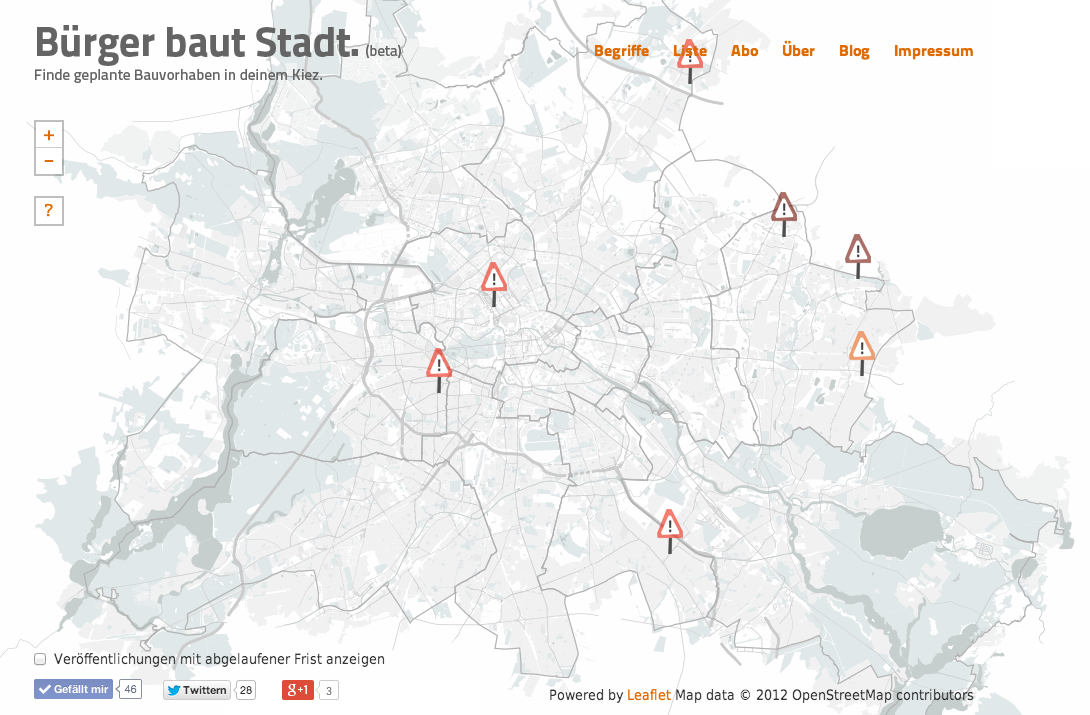 Bürger baut Stadt. (beta)
Begriffe Liste Abo Über Blog Impressum
Finde geplante Bauvorhaben in deinem Kiez.
+
−
?
!
!
!
!
!
!
!
Veröffentlichungen mit abgelaufener Frist anzeigen
Gefällt mir 46 Twittern 28 g+1 3
Powered by Leaflet Map data © 2012 OpenStreetMap contributors